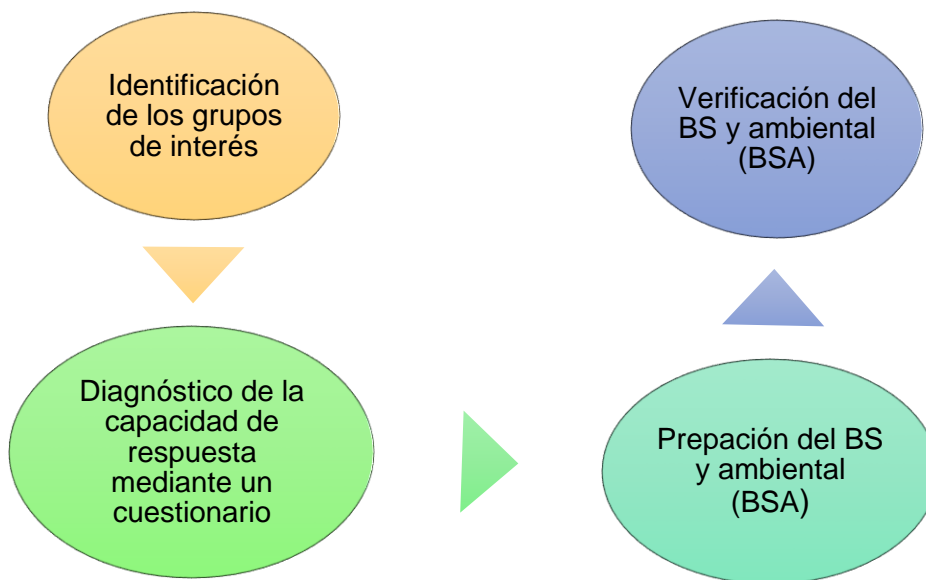 Identificación
de los grupos
de interés
Diagnóstico de la
capacidad de
respuesta
mediante un
cuestionario
Prepación del BS
y ambiental
(BSA)
Verificación del
BS y ambiental
(BSA)